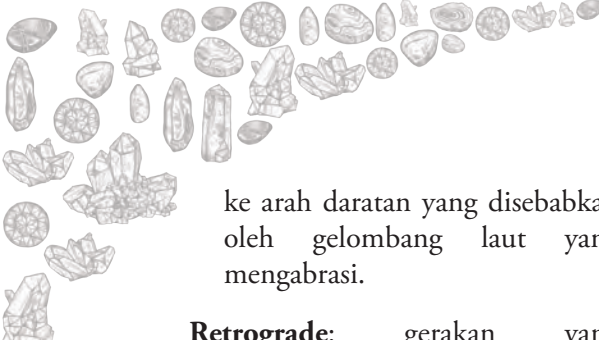 ke arah daratan yang disebabka
oleh gelombang laut yan
mengabrasi.
Retrograde: gerakan yan